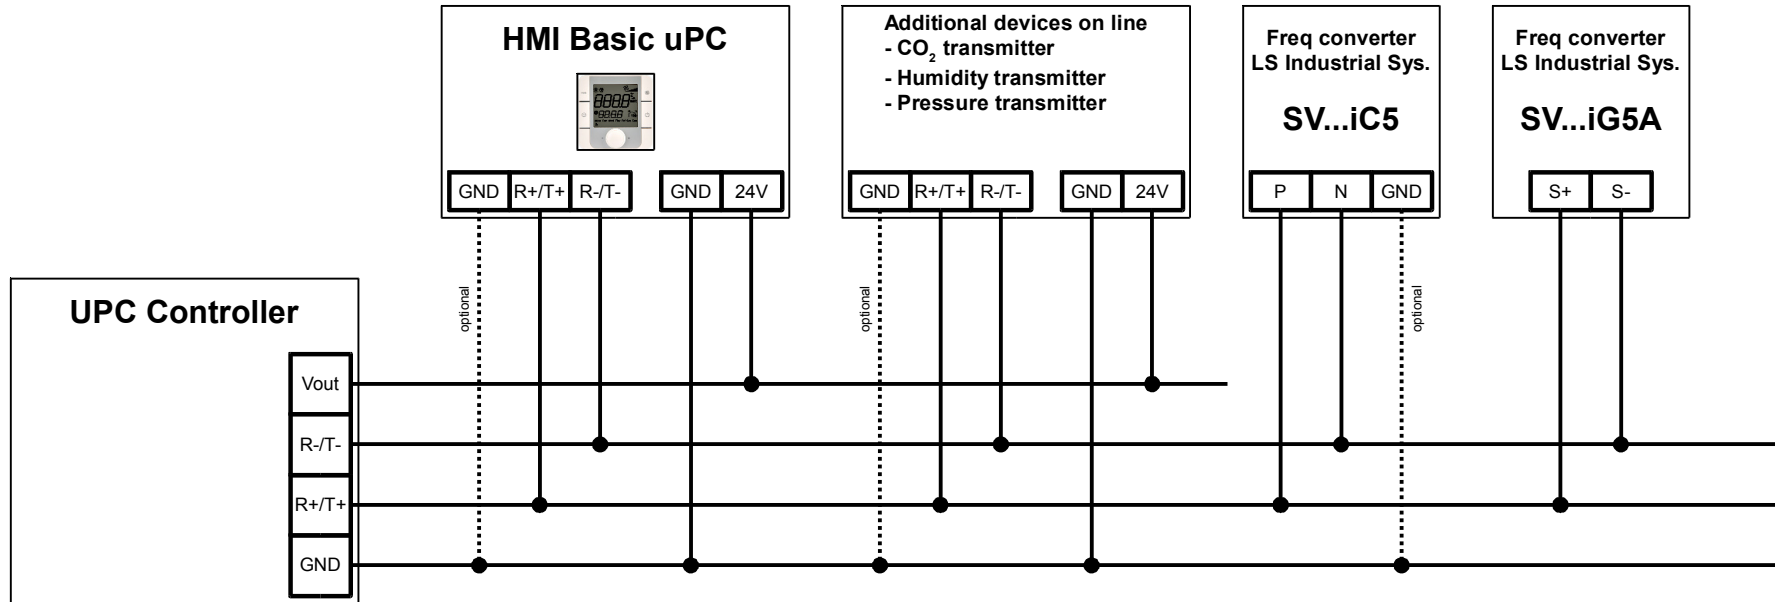 HMI Basic uPC
GND R+/T+ R-/T- GND 24V
optional
Additional devices on line
- CO₂ transmitter
- Humidity transmitter
- Pressure transmitter
GND R+/T+ R-/T- GND 24V
optional
Freq converter
LS Industrial Sys.
SV...iC5
P N GND
optional
Freq converter
LS Industrial Sys.
SV...iG5A
S+ S-
UPC Controller
Vout
R-/T-
R+/T+
GND